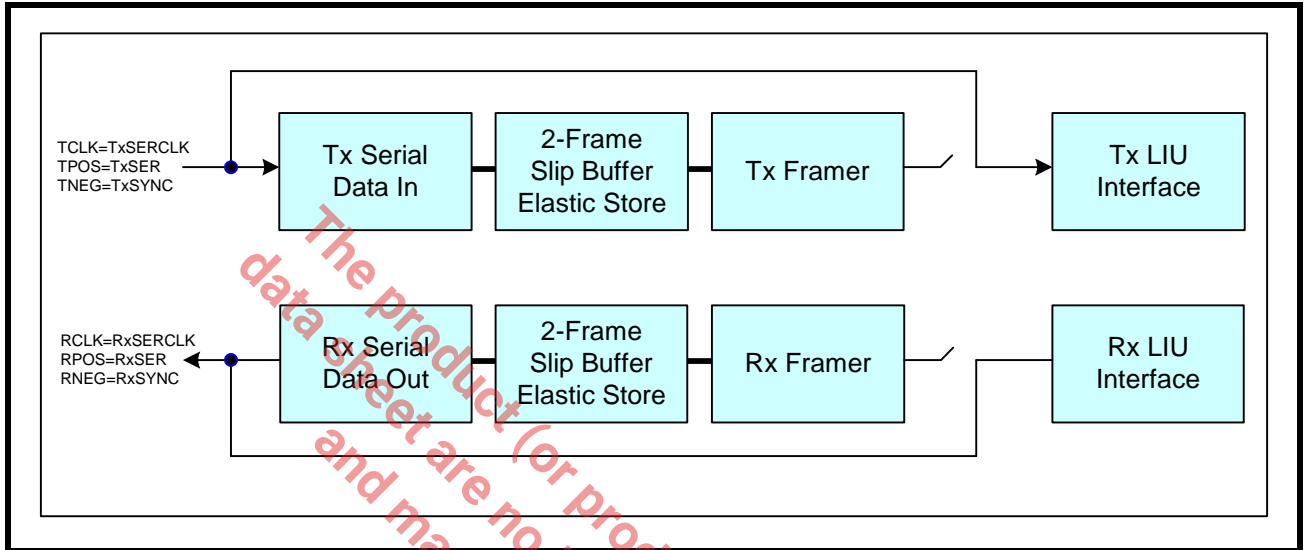 TCLK=TxSERCLK
TPOS=TxSER
TNEG=TxSYNC
Tx Serial
Data In
2-Frame
Slip Buffer
Elastic Store
Tx Framer
Tx LIU
Interface
RCLK=RxSERCLK
RPOS=RxSER
RNEG=RxSYNC
Rx Serial
Data Out
2-Frame
Slip Buffer
Elastic Store
Rx Framer
Rx LIU
Interface
The product (or prod
data sheet are no
and ma